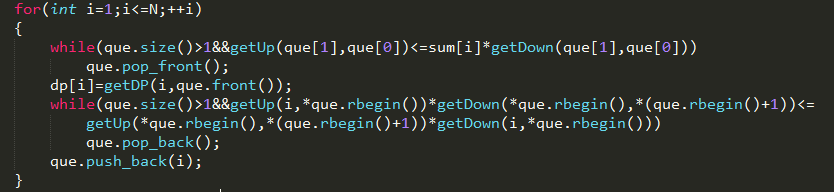 for(int i=1;i<=N;++i)
{
while(que.size()>1&&getUp(que[1],que[0])<=sum[i]*getDown(que[1],que[0]))
que.pop_front();
dp[i]=getDP(i,que.front());
while(que.size()>1&&getUp(i,*que.rbegin())*getDown(*que.rbegin(),*(que.rbegin()+1))<=
getUp(*que.rbegin(),*(que.rbegin()+1))*getDown(i,*que.rbegin()))
que.pop_back();
que.push_back(i);
}